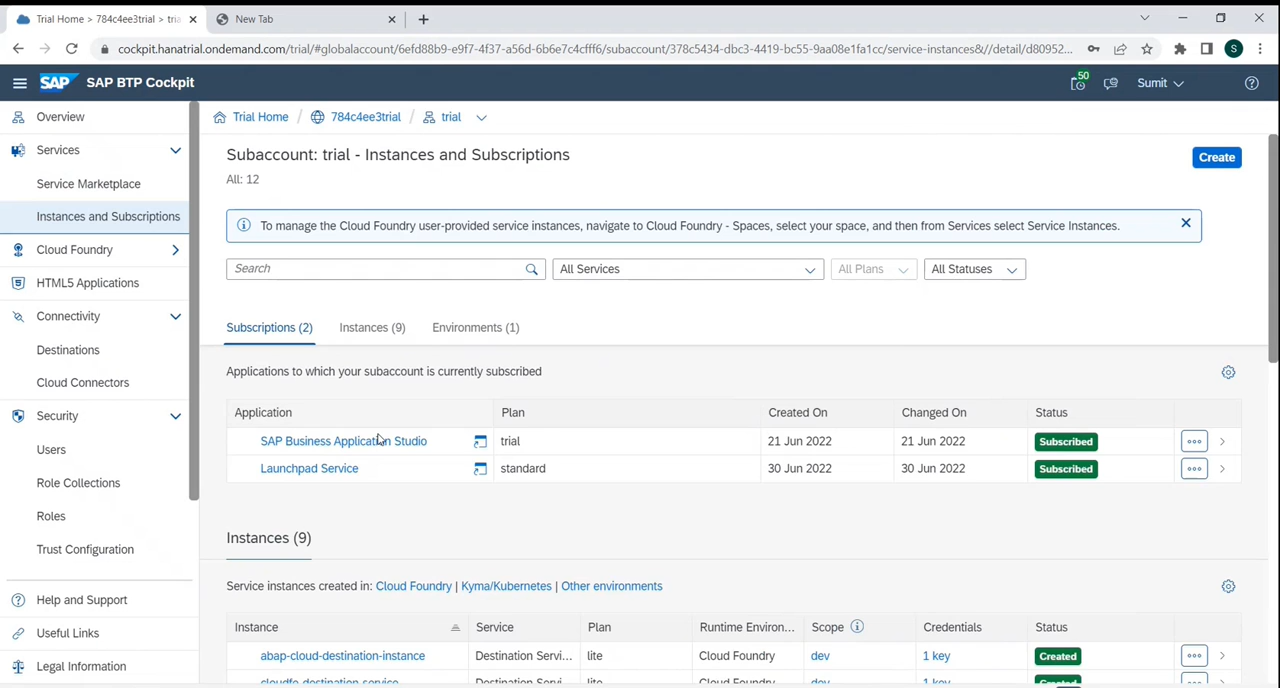 Trial Home > 784c4ee3trial > tria
New Tab
cockpit.hanatrial.ondemand.com/trial/#globalaccount/6efd88b9-e9f7-4f37-a56d-6b6e7c4cfff6/subaccount/378c5434-dbc3-4419-bc55-9aa08e1fa1cc/service-instances&//detail/d80952...
S
SAP SAP BTP Cockpit
50
Sumit
Overview
Services
Service Marketplace
Instances and Subscriptions
Cloud Foundry
HTML5 Applications
Connectivity
Destinations
Cloud Connectors
Security
Users
Role Collections
Roles
Trust Configuration
Help and Support
Useful Links
Legal Information
Trial Home / 784c4ee3trial / trial
Subaccount: trial - Instances and Subscriptions
Create
All: 12
To manage the Cloud Foundry user-provided service instances, navigate to Cloud Foundry - Spaces, select your space, and then from Services select Service Instances.
Search All Services All Plans All Statuses
Subscriptions (2) Instances (9) Environments (1)
Applications to which your subaccount is currently subscribed
Application Plan Created On Changed On Status
SAP Business Application Studio trial 21 Jun 2022 21 Jun 2022 Subscribed
Launchpad Service standard 30 Jun 2022 30 Jun 2022 Subscribed
Instances (9)
Service instances created in: Cloud Foundry | Kyma/Kubernetes | Other environments
Instance Service Plan Runtime Environ... Scope Credentials Status
abap-cloud-destination-instance Destination Servi... lite Cloud Foundry dev 1 key Created
Destination Servi... lite Cloud Foundry dev 1 key Created